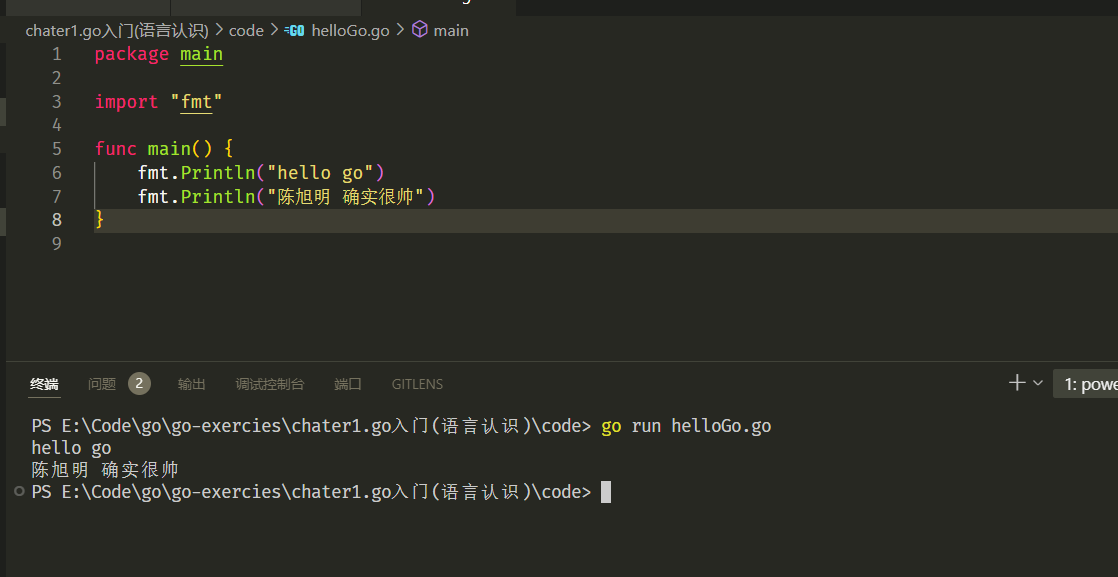 chater1.go入门(语言认识) > code > GO helloGo.go > main
1 package main
2
3 import "fmt"
4
5 func main() {
6     fmt.Println("hello go")
7     fmt.Println("陈旭明 确实很帅")
8 }
9
终端 问题 2 输出 调试控制台 端口 GITLENS 1: powe
PS E:\Code\go\go-exercies\chater1.go入门(语言认识)\code> go run helloGo.go
hello go
陈旭明 确实很帅
PS E:\Code\go\go-exercies\chater1.go入门(语言认识)\code>